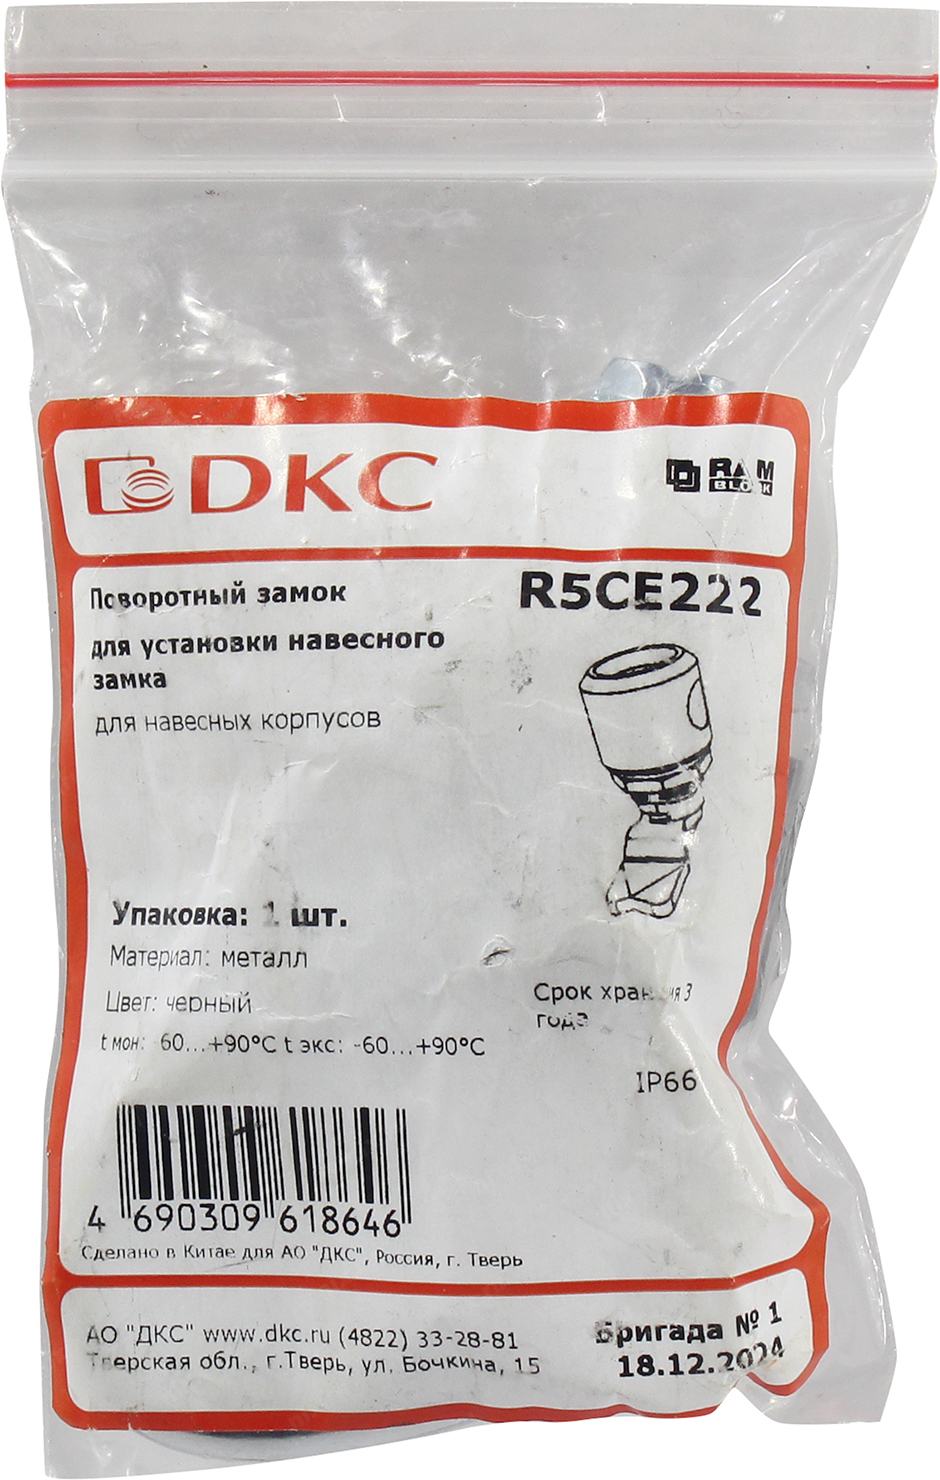 DKC
RAM
BLOCK
Поворотный замок
R5CE222
для установки навесного
замка
для навесных корпусов
Упаковка: 1 шт.
Материал: металл
Цвет: черный
Срок хранения 3
года
t мон: -60...+90°C t экс: -60...+90°C
IP66
4 690309 618646
Сделано в Китае для АО "ДКС", Россия, г. Тверь
АО "ДКС" www.dkc.ru (4822) 33-28-81
Тверская обл., г.Тверь, ул. Бочкина, 15
Бригада № 1
18.12.2024